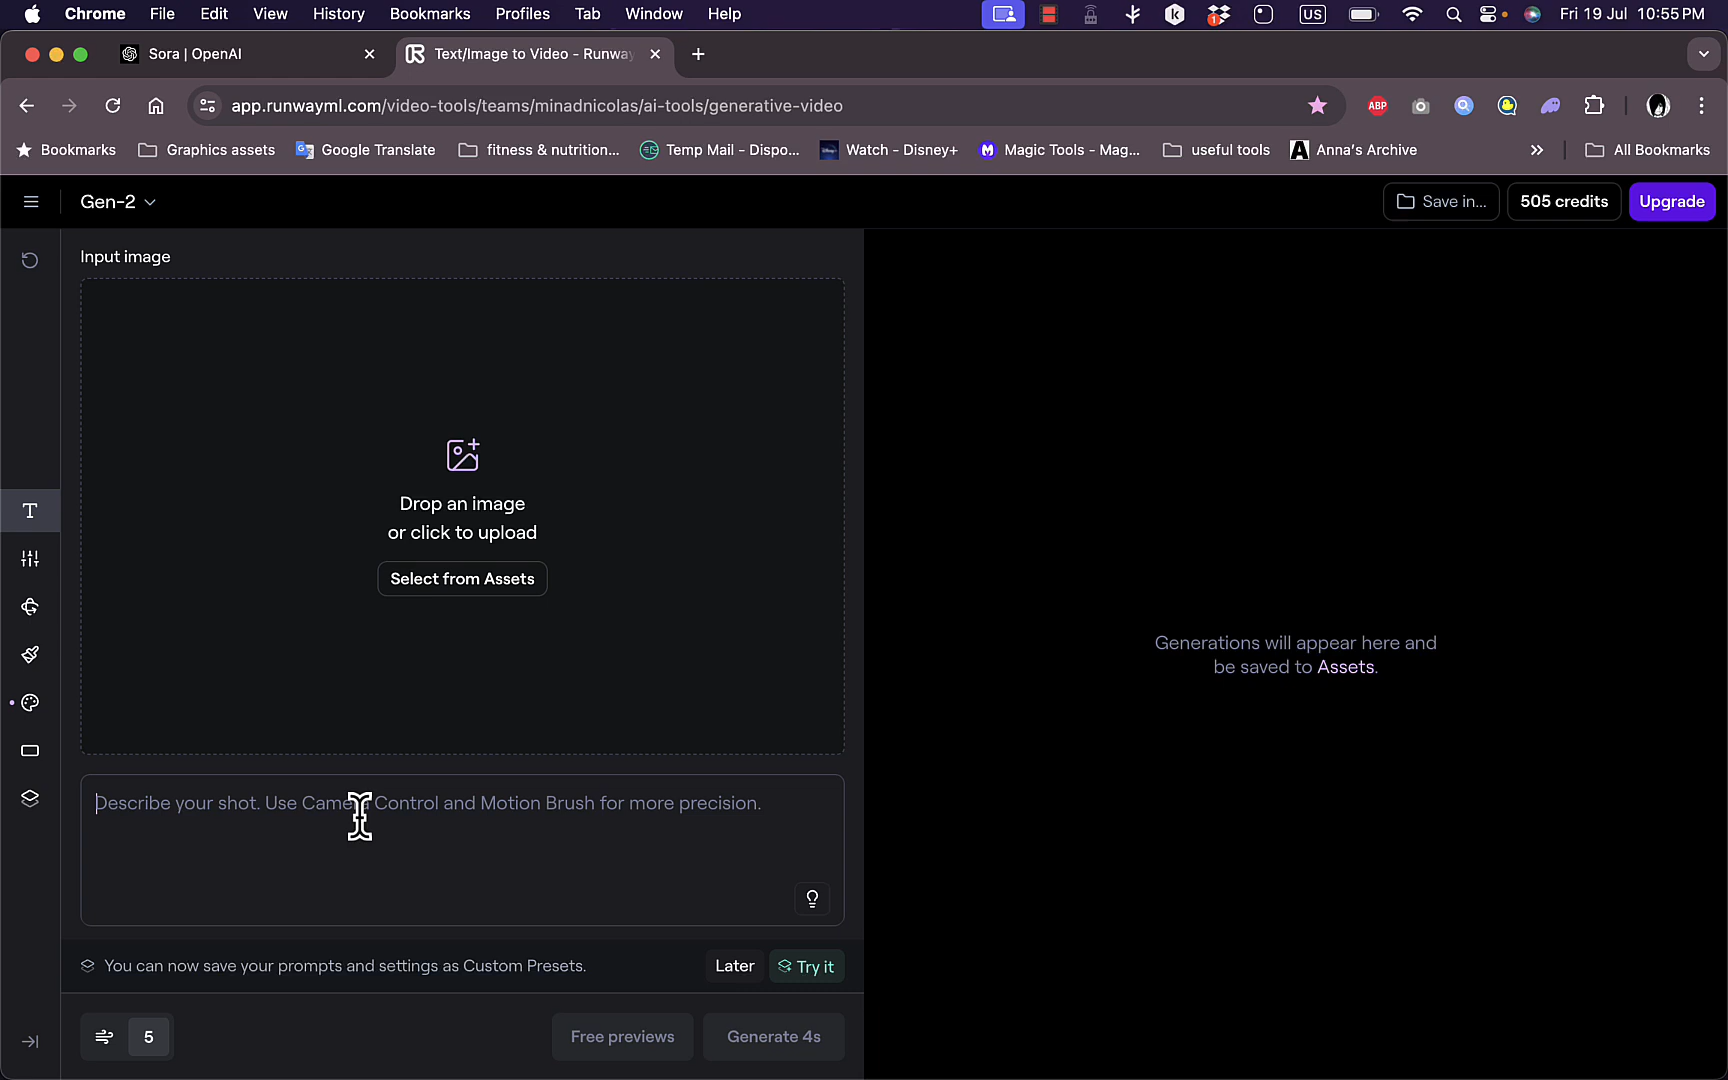 Chrome File Edit View History Bookmarks Profiles Tab Window Help 1 US Fri 19 Jul 10:55 PM
Sora | OpenAI Text/Image to Video - Runwa
app.runwayml.com/video-tools/teams/minadnicolas/ai-tools/generative-video ABP
Bookmarks Graphics assets Google Translate fitness & nutrition... Temp Mail - Dispo... Watch - Disney+ Magic Tools - Mag... useful tools Anna's Archive All Bookmarks
Gen-2 Save in... 505 credits Upgrade
Input image
Drop an image
or click to upload
Select from Assets
Generations will appear here and
be saved to Assets.
Describe your shot. Use Camera Control and Motion Brush for more precision.
You can now save your prompts and settings as Custom Presets. Later Try it
5 Free previews Generate 4s